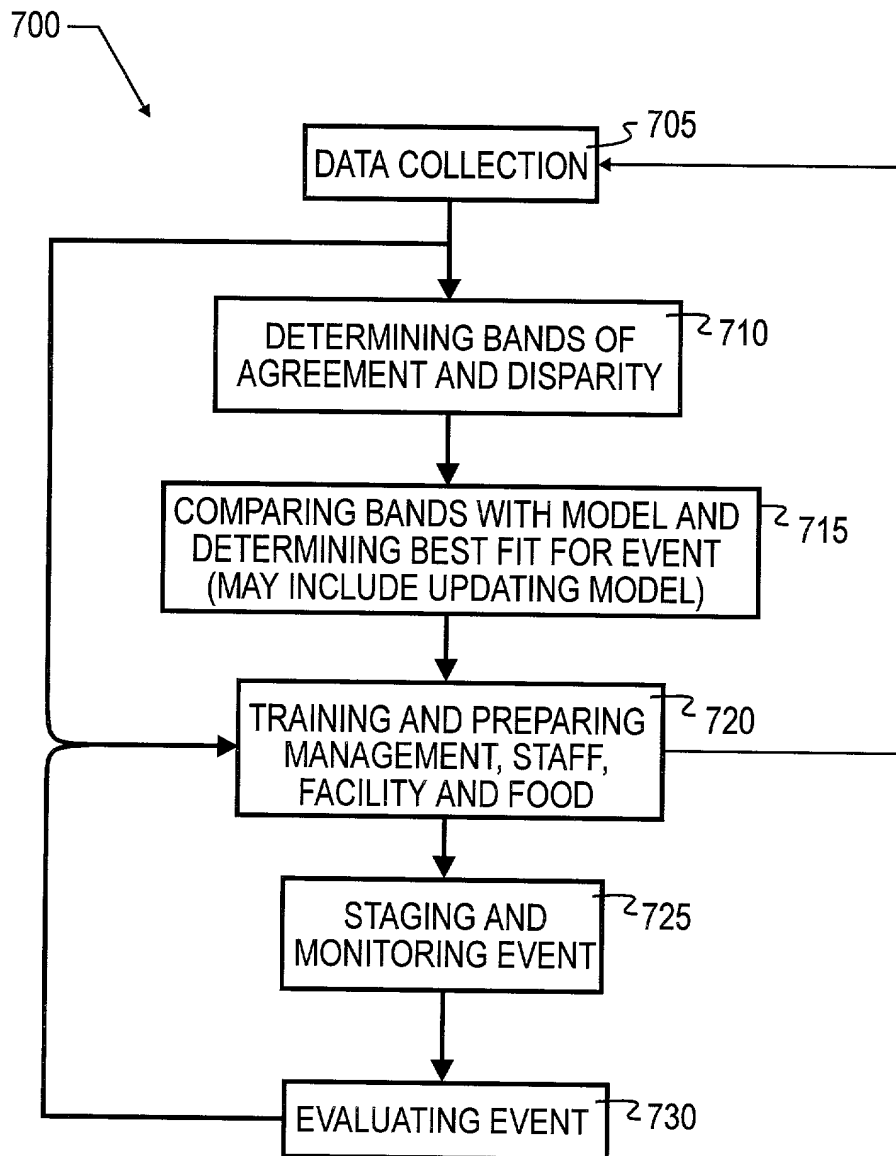 700
705
DATA COLLECTION
DETERMINING BANDS OF
AGREEMENT AND DISPARITY
710
COMPARING BANDS WITH MODEL AND
DETERMINING BEST FIT FOR EVENT
(MAY INCLUDE UPDATING MODEL)
715
TRAINING AND PREPARING
MANAGEMENT, STAFF,
FACILITY AND FOOD
720
STAGING AND
MONITORING EVENT
725
EVALUATING EVENT
730